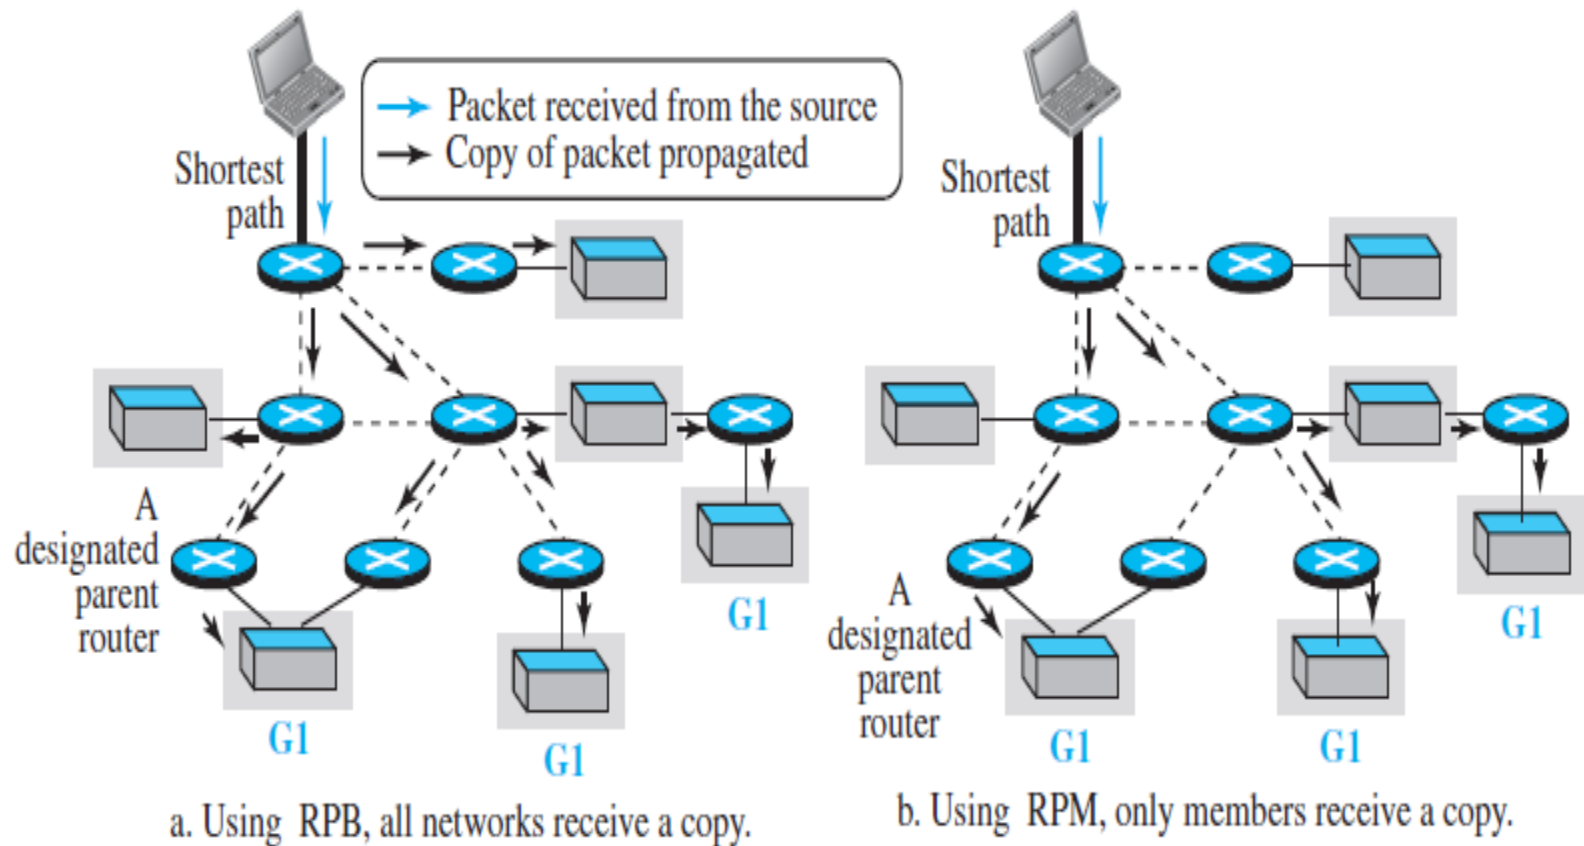 Packet received from the source
Copy of packet propagated
Shortest
path
A
designated
parent
router
G1
G1
G1
a. Using RPB, all networks receive a copy.
Shortest
path
A
designated
parent
router
G1
G1
G1
b. Using RPM, only members receive a copy.